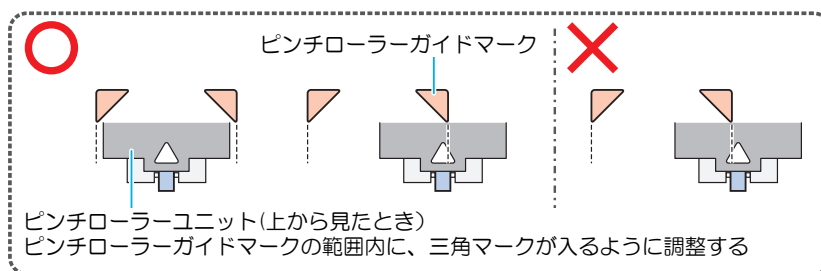 ピンチローラーガイドマーク
ピンチローラーユニット(上から見たとき)
ピンチローラーガイドマークの範囲内に、三角マークが入るように調整する